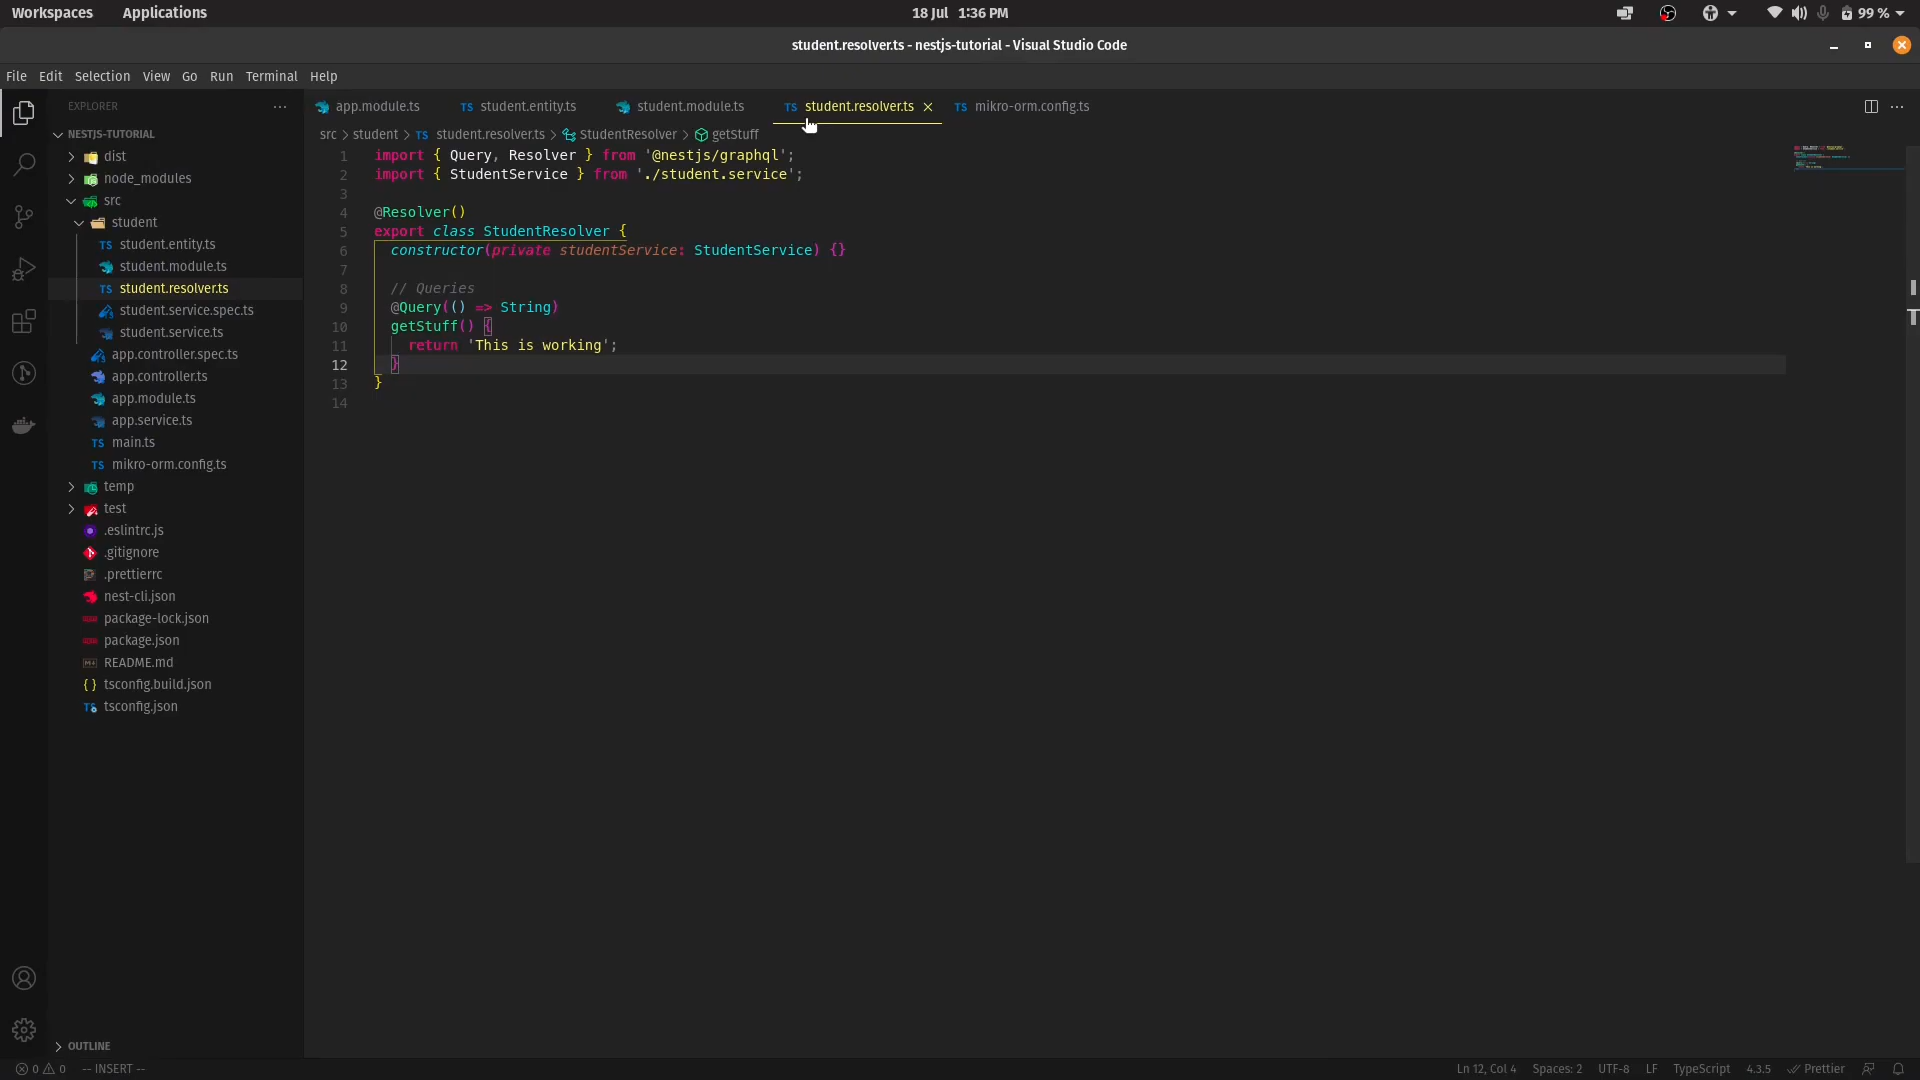 Workspaces Applications 18 Jul 1:36 PM 99 %
student.resolver.ts - nestjs-tutorial - Visual Studio Code
File Edit Selection View Go Run Terminal Help
EXPLORER
NESTJS-TUTORIAL
dist
node_modules
src
student
student.entity.ts
student.module.ts
student.resolver.ts
student.service.spec.ts
student.service.ts
app.controller.spec.ts
app.controller.ts
app.module.ts
app.service.ts
TS main.ts
TS mikro-orm.config.ts
temp
test
.eslintrc.js
.gitignore
.prettierrc
nest-cli.json
package-lock.json
package.json
README.md
tsconfig.build.json
tsconfig.json
OUTLINE
app.module.ts TS student.entity.ts student.module.ts TS student.resolver.ts TS mikro-orm.config.ts
src > student > TS student.resolver.ts > StudentResolver > getStuff
1 import { Query, Resolver } from '@nestjs/graphql';
2 import { StudentService } from './student.service';
3
4 @Resolver()
5 export class StudentResolver {
6 constructor(private studentService: StudentService) {}
7
8 // Queries
9 @Query(() => String)
10 getStuff() {
11 return 'This is working';
12 }
13 }
14
0 0 -- INSERT -- Ln 12, Col 4 Spaces: 2 UTF-8 LF TypeScript 4.3.5 Prettier